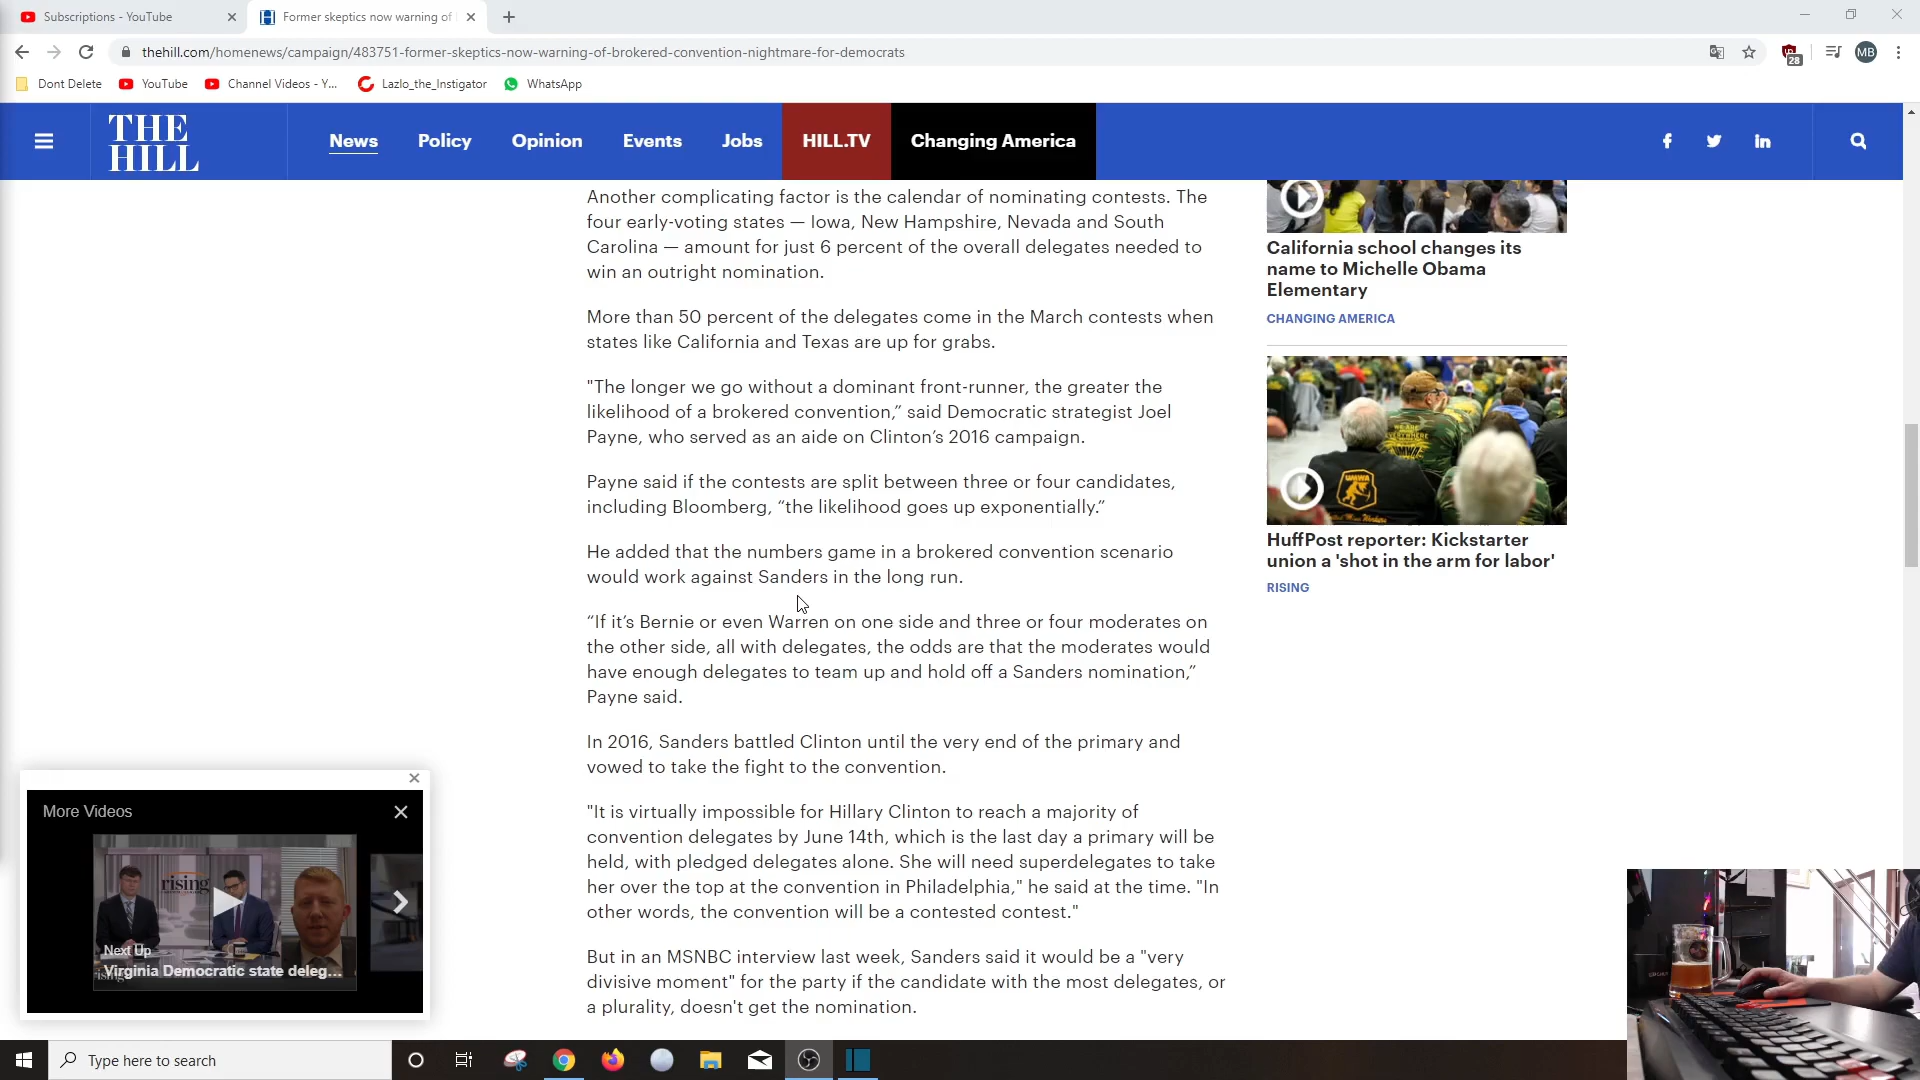 Subscriptions - YouTube
Former skeptics now warning of
thehill.com/homenews/campaign/483751-former-skeptics-now-warning-of-brokered-convention-nightmare-for-democrats
28
MB
Dont Delete
YouTube
Channel Videos - Y...
Lazlo_the_Instigator
WhatsApp
THE
HILL
News
Policy
Opinion
Events
Jobs
HILL.TV
Changing America
Another complicating factor is the calendar of nominating contests. The
four early-voting states — Iowa, New Hampshire, Nevada and South
Carolina — amount for just 6 percent of the overall delegates needed to
win an outright nomination.
More than 50 percent of the delegates come in the March contests when
states like California and Texas are up for grabs.
"The longer we go without a dominant front-runner, the greater the
likelihood of a brokered convention,” said Democratic strategist Joel
Payne, who served as an aide on Clinton’s 2016 campaign.
Payne said if the contests are split between three or four candidates,
including Bloomberg, “the likelihood goes up exponentially.”
He added that the numbers game in a brokered convention scenario
would work against Sanders in the long run.
“If it’s Bernie or even Warren on one side and three or four moderates on
the other side, all with delegates, the odds are that the moderates would
have enough delegates to team up and hold off a Sanders nomination,”
Payne said.
In 2016, Sanders battled Clinton until the very end of the primary and
vowed to take the fight to the convention.
"It is virtually impossible for Hillary Clinton to reach a majority of
convention delegates by June 14th, which is the last day a primary will be
held, with pledged delegates alone. She will need superdelegates to take
her over the top at the convention in Philadelphia," he said at the time. "In
other words, the convention will be a contested contest."
But in an MSNBC interview last week, Sanders said it would be a "very
divisive moment" for the party if the candidate with the most delegates, or
a plurality, doesn't get the nomination.
California school changes its
name to Michelle Obama
Elementary
CHANGING AMERICA
WE ARE
EVERYWHERE
UMWA
UMWA
HuffPost reporter: Kickstarter
union a 'shot in the arm for labor'
RISING
More Videos
rising
Next Up
Virginia Democratic state deleg...
Type here to search